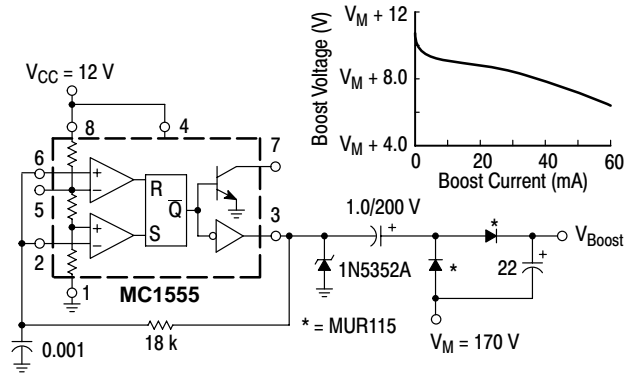 V_CC = 12 V
8
4
6
5
2
7
3
1
+
−
+
−
R
Q̅
S
MC1555
0.001
18 k
1N5352A
1.0/200 V
+
*
*
* = MUR115
22
+
V_Boost
V_M = 170 V
Boost Voltage (V)
V_M + 12
V_M + 8.0
V_M + 4.0
0
20
40
60
Boost Current (mA)